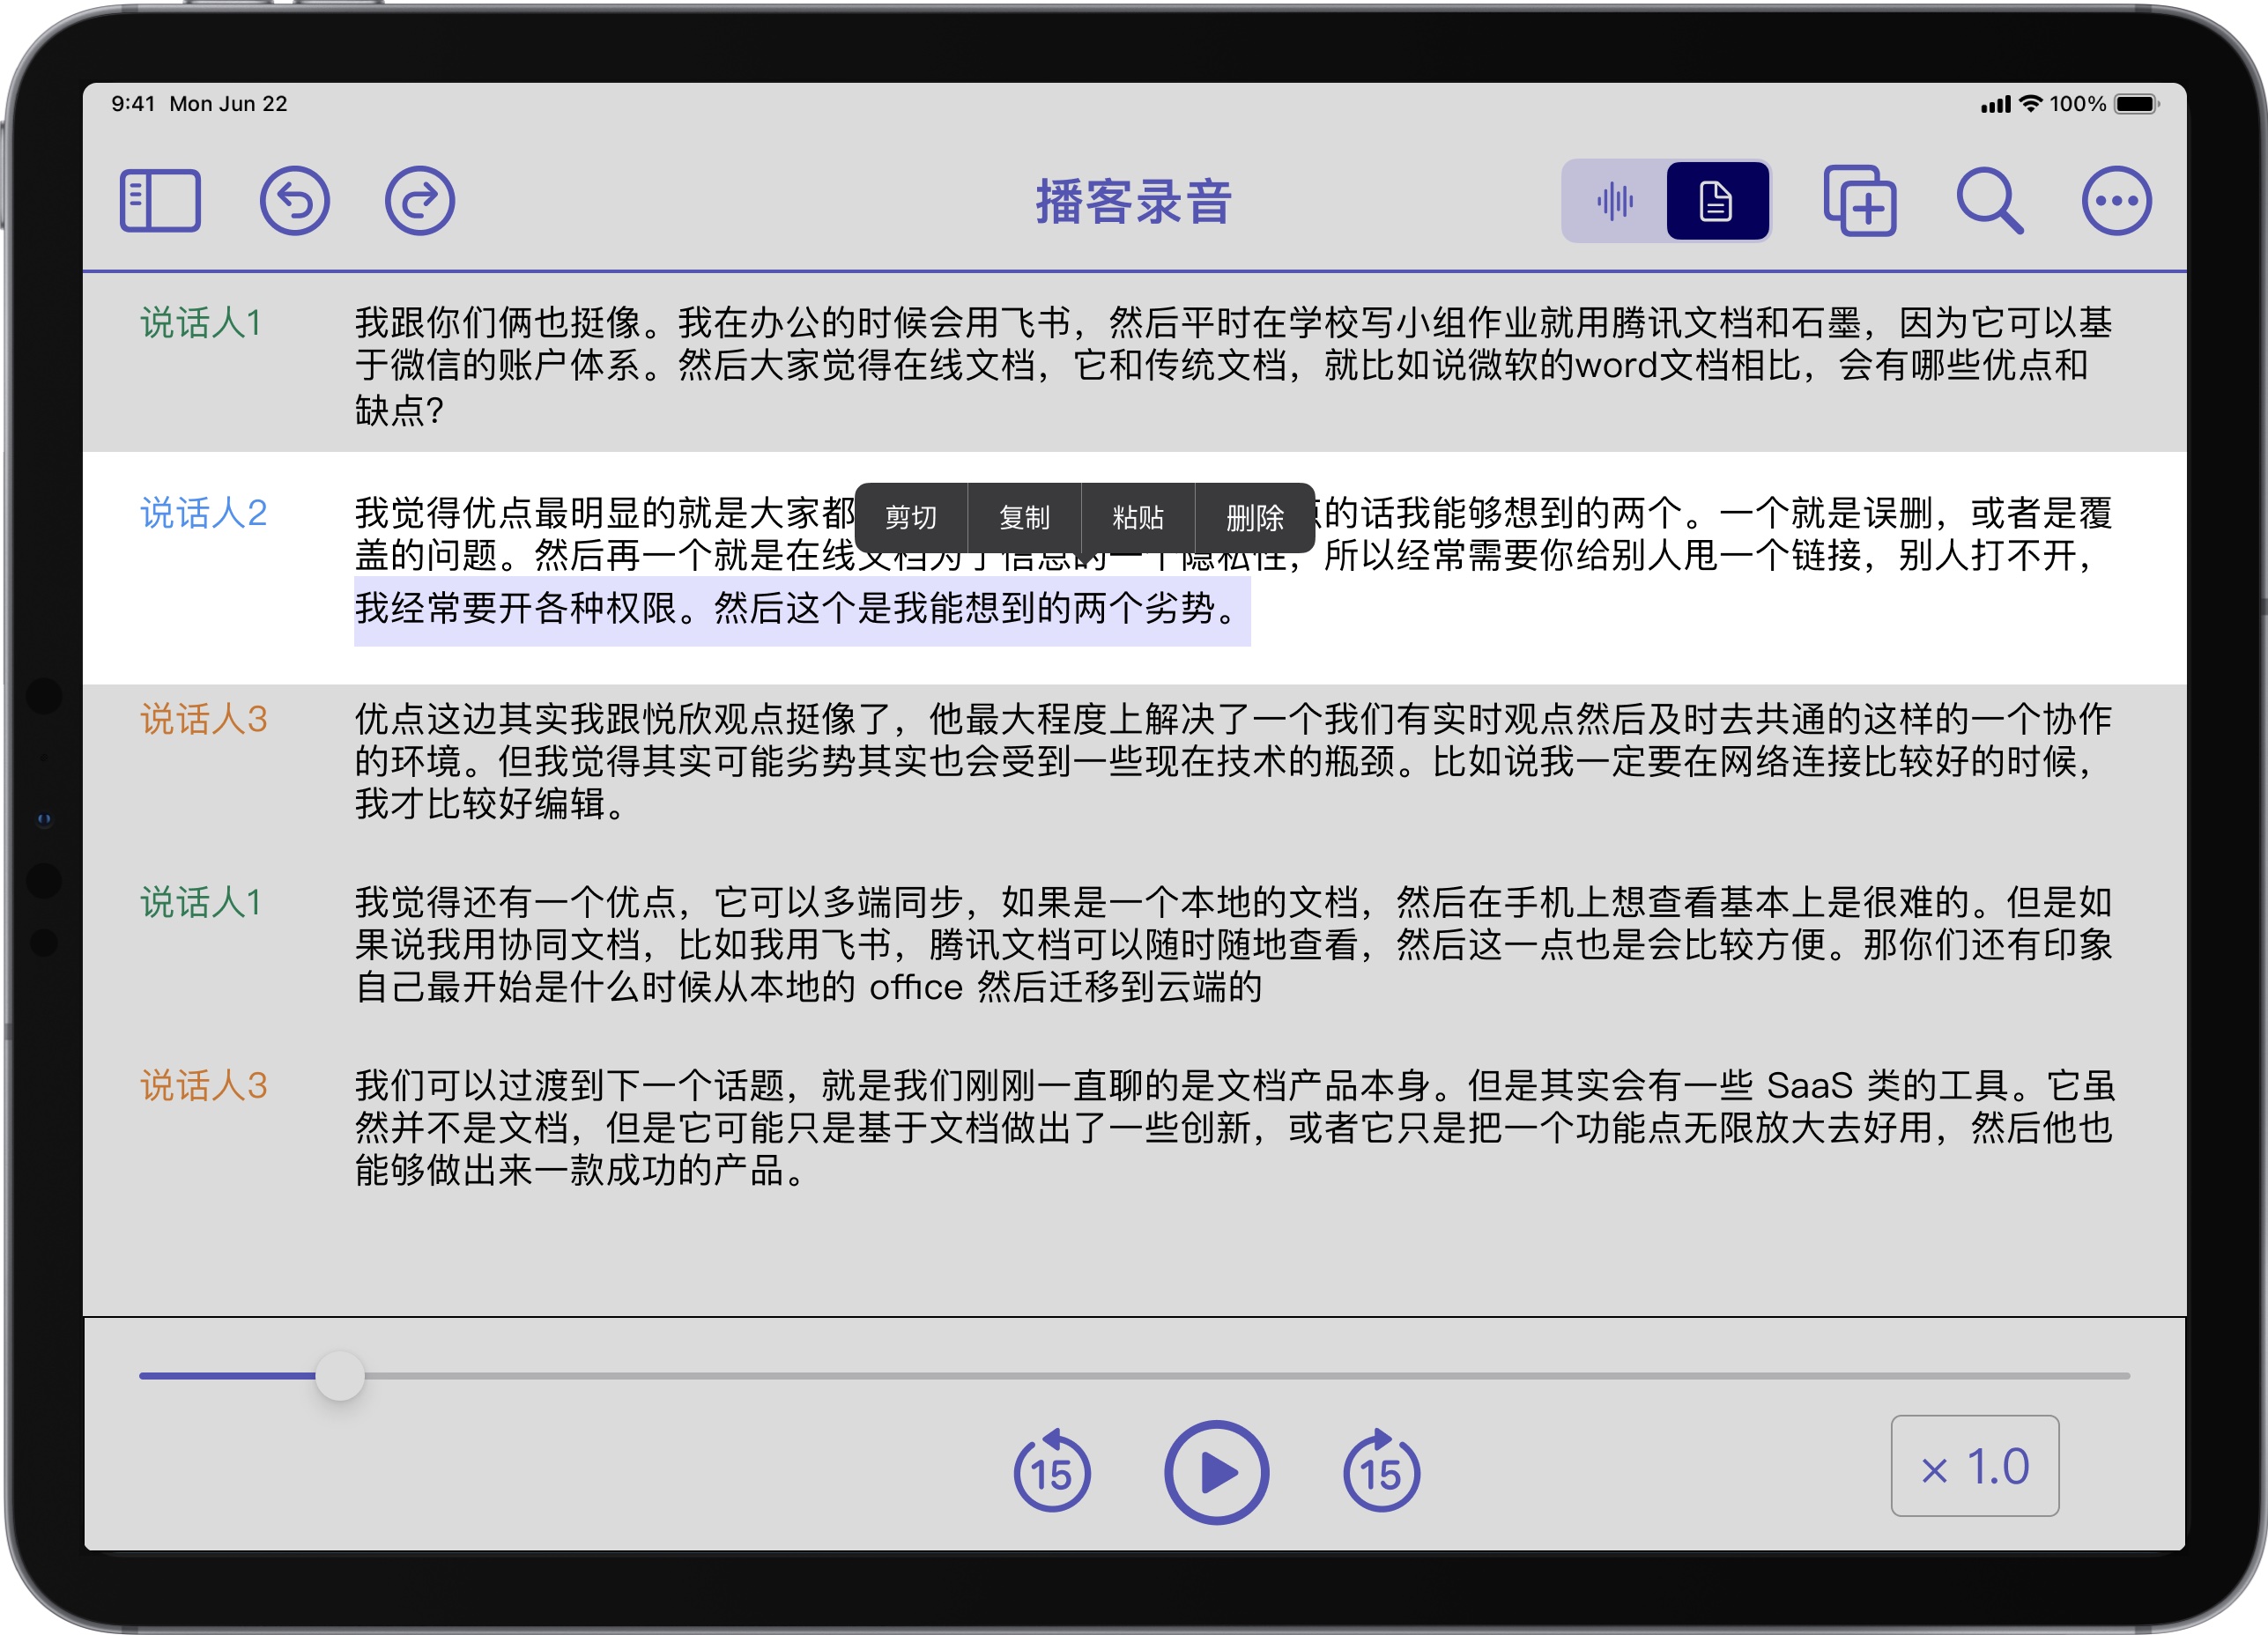 9:41 Mon Jun 22
100%
播客录音
说话人1
我跟你们俩也挺像。我在办公的时候会用飞书，然后平时在学校写小组作业就用腾讯文档和石墨，因为它可以基
于微信的账户体系。然后大家觉得在线文档，它和传统文档，就比如说微软的word文档相比，会有哪些优点和
缺点？
剪切 复制 粘贴 删除
说话人2
我觉得优点最明显的就是大家都 的话我能够想到的两个。一个就是误删，或者是覆
盖的问题。然后再一个就是在线文档为了信息的一个隐私性，所以经常需要你给别人甩一个链接，别人打不开，
我经常要开各种权限。然后这个是我能想到的两个劣势。
说话人3
优点这边其实我跟悦欣观点挺像了，他最大程度上解决了一个我们有实时观点然后及时去共通的这样的一个协作
的环境。但我觉得其实可能劣势其实也会受到一些现在技术的瓶颈。比如说我一定要在网络连接比较好的时候，
我才比较好编辑。
说话人1
我觉得还有一个优点，它可以多端同步，如果是一个本地的文档，然后在手机上想查看基本上是很难的。但是如
果说我用协同文档，比如我用飞书，腾讯文档可以随时随地查看，然后这一点也是会比较方便。那你们还有印象
自己最开始是什么时候从本地的 office 然后迁移到云端的
说话人3
我们可以过渡到下一个话题，就是我们刚刚一直聊的是文档产品本身。但是其实会有一些 SaaS 类的工具。它虽
然并不是文档，但是它可能只是基于文档做出了一些创新，或者它只是把一个功能点无限放大去好用，然后他也
能够做出来一款成功的产品。
15
15
× 1.0